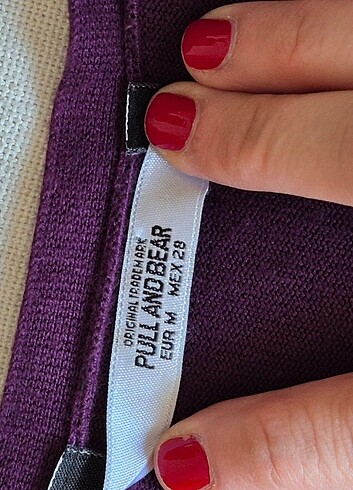 ORIGINAL TRADEMARK
PULL AND BEAR
EUR M MEX 28